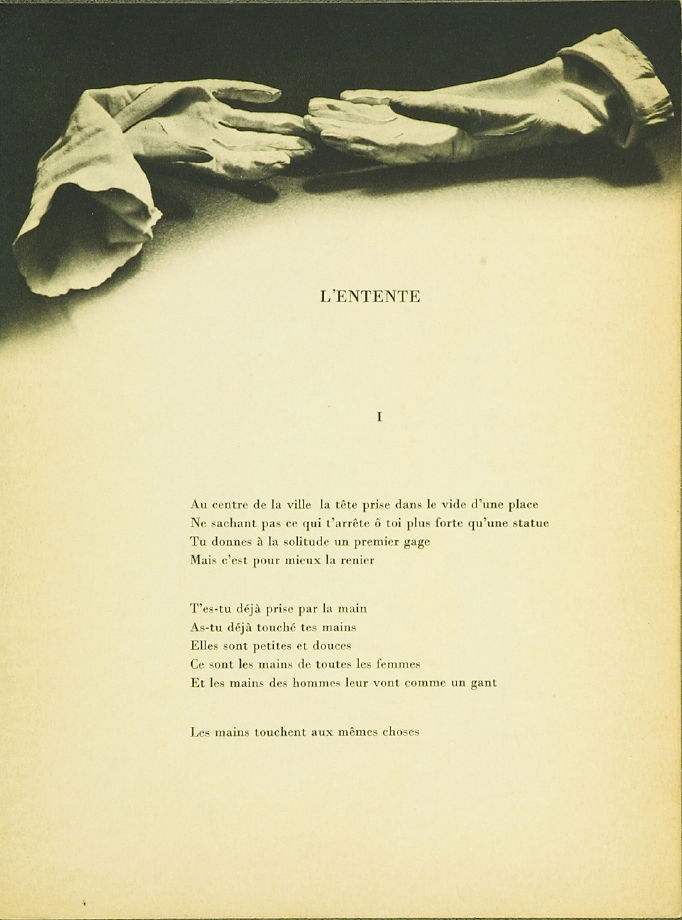 L'ENTENTE
I
Au centre de la ville la tête prise dans le vide d'une place
Ne sachant pas ce qui t'arrête ô toi plus forte qu'une statue
Tu donnes à la solitude un premier gage
Mais c'est pour mieux la renier
T'es-tu déjà prise par la main
As-tu déjà touché tes mains
Elles sont petites et douces
Ce sont les mains de toutes les femmes
Et les mains des hommes leur vont comme un gant
Les mains touchent aux mêmes choses